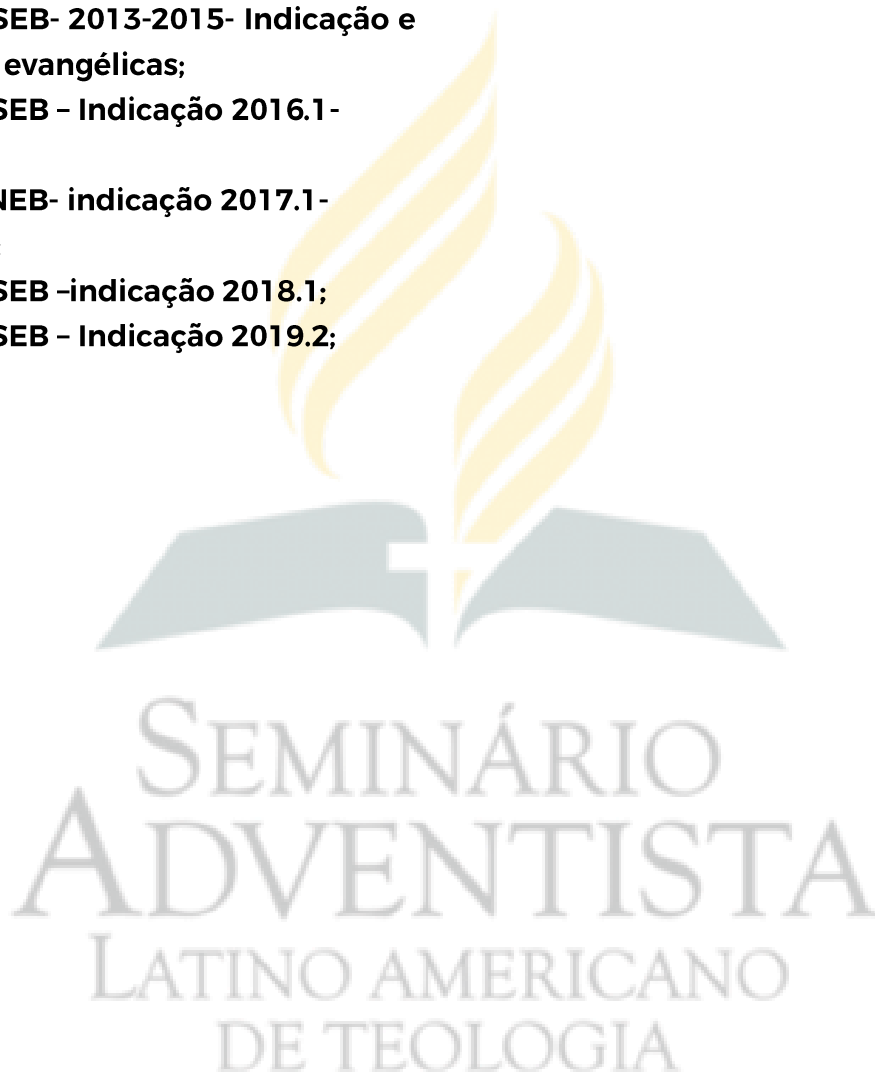 SEB- 2013-2015- Indicação e
evangélicas;
SEB – Indicação 2016.1-
NEB- indicação 2017.1-
;
SEB –indicação 2018.1;
SEB – Indicação 2019.2;
SEMINÁRIO
ADVENTISTA
LATINO AMERICANO
DE TEOLOGIA